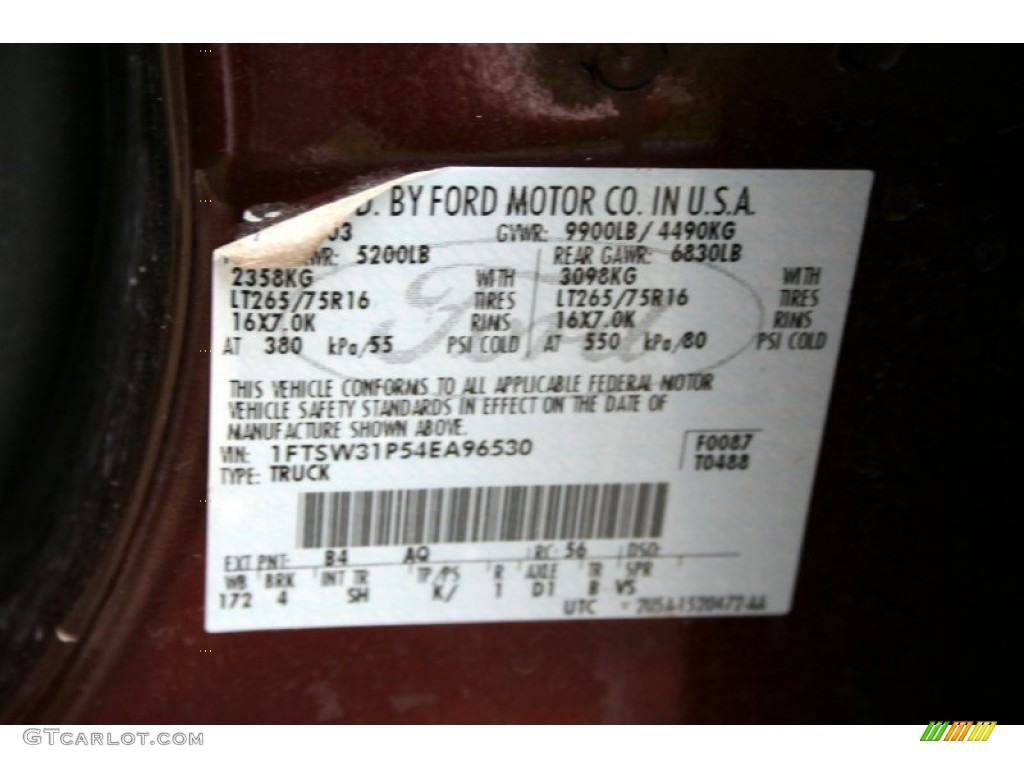 D. BY FORD MOTOR CO. IN U.S.A.
03 GVWR: 9900LB/ 4490KG
5200LB REAR GAWR: 6830LB
2358KG WITH 3098KG WITH
LT265/75R16 TIRES LT265/75R16 TIRES
16X7.0K RIMS 16X7.0K RIMS
AT 380 kPa/55 PSI COLD AT 550 kPa/80 PSI COLD
THIS VEHICLE CONFORMS TO ALL APPLICABLE FEDERAL MOTOR
VEHICLE SAFETY STANDARDS IN EFFECT ON THE DATE OF
MANUFACTURE SHOWN ABOVE.
VIN: 1FTSW31P54EA96530 F0087
TYPE: TRUCK T0488
EXT PNT: B4 AQ RC: 56 DSO:
WB BRK INT TR TP/PS R AXLE TR SPR
172 4 SH K/ 1 D1 B V5
UTC
Ford
GTCarlot.com